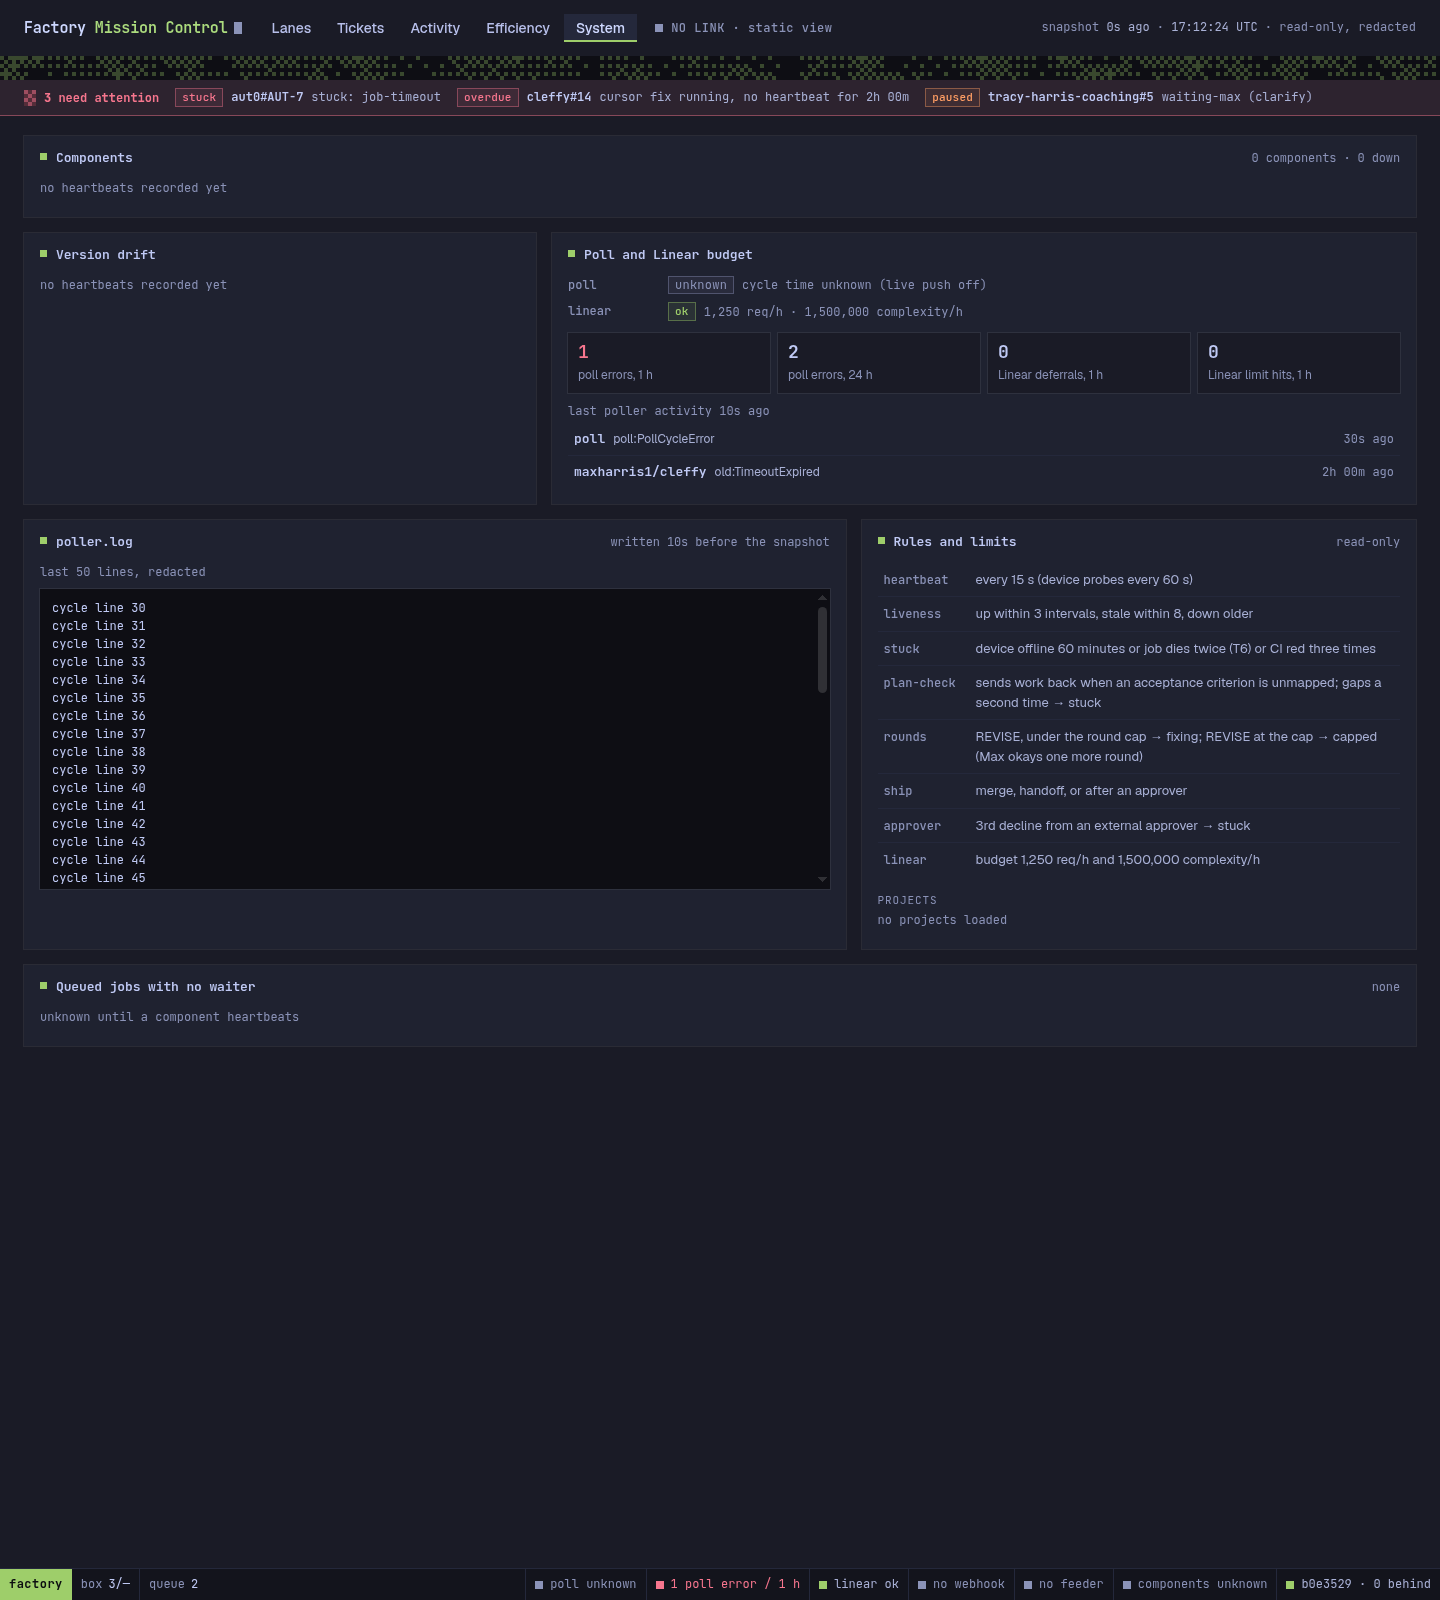 Factory Mission Control Lanes Tickets Activity Efficiency System NO LINK · static view snapshot 0s ago · 17:12:24 UTC · read-only, redacted
3 need attention stuck aut0#AUT-7 stuck: job-timeout overdue cleffy#14 cursor fix running, no heartbeat for 2h 00m paused tracy-harris-coaching#5 waiting-max (clarify)
Components 0 components · 0 down
no heartbeats recorded yet
Version drift
no heartbeats recorded yet
Poll and Linear budget
poll unknown cycle time unknown (live push off)
linear ok 1,250 req/h · 1,500,000 complexity/h
1 2 0 0
poll errors, 1 h poll errors, 24 h Linear deferrals, 1 h Linear limit hits, 1 h
last poller activity 10s ago
poll poll:PollCycleError 30s ago
maxharris1/cleffy old:TimeoutExpired 2h 00m ago
poller.log written 10s before the snapshot
last 50 lines, redacted
cycle line 30
cycle line 31
cycle line 32
cycle line 33
cycle line 34
cycle line 35
cycle line 36
cycle line 37
cycle line 38
cycle line 39
cycle line 40
cycle line 41
cycle line 42
cycle line 43
cycle line 44
cycle line 45
Rules and limits read-only
heartbeat every 15 s (device probes every 60 s)
liveness up within 3 intervals, stale within 8, down older
stuck device offline 60 minutes or job dies twice (T6) or CI red three times
plan-check sends work back when an acceptance criterion is unmapped; gaps a
second time → stuck
rounds REVISE, under the round cap → fixing; REVISE at the cap → capped
(Max okays one more round)
ship merge, handoff, or after an approver
approver 3rd decline from an external approver → stuck
linear budget 1,250 req/h and 1,500,000 complexity/h
PROJECTS
no projects loaded
Queued jobs with no waiter none
unknown until a component heartbeats
factory box 3/— queue 2 poll unknown 1 poll error / 1 h linear ok no webhook no feeder components unknown b0e3529 · 0 behind